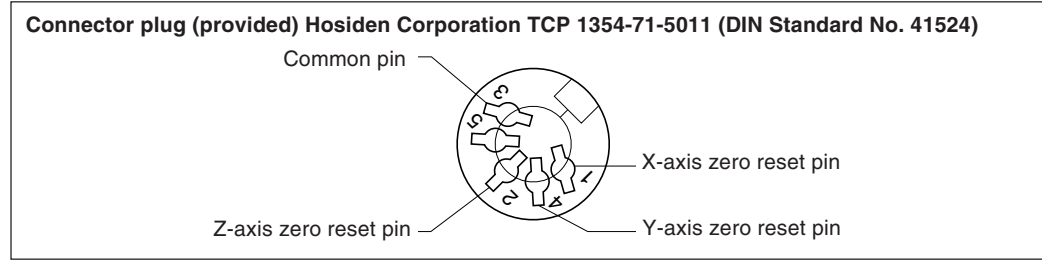 Connector plug (provided) Hosiden Corporation TCP 1354-71-5011 (DIN Standard No. 41524)
Common pin
3
5
X-axis zero reset pin
1
2
4
Z-axis zero reset pin
Y-axis zero reset pin